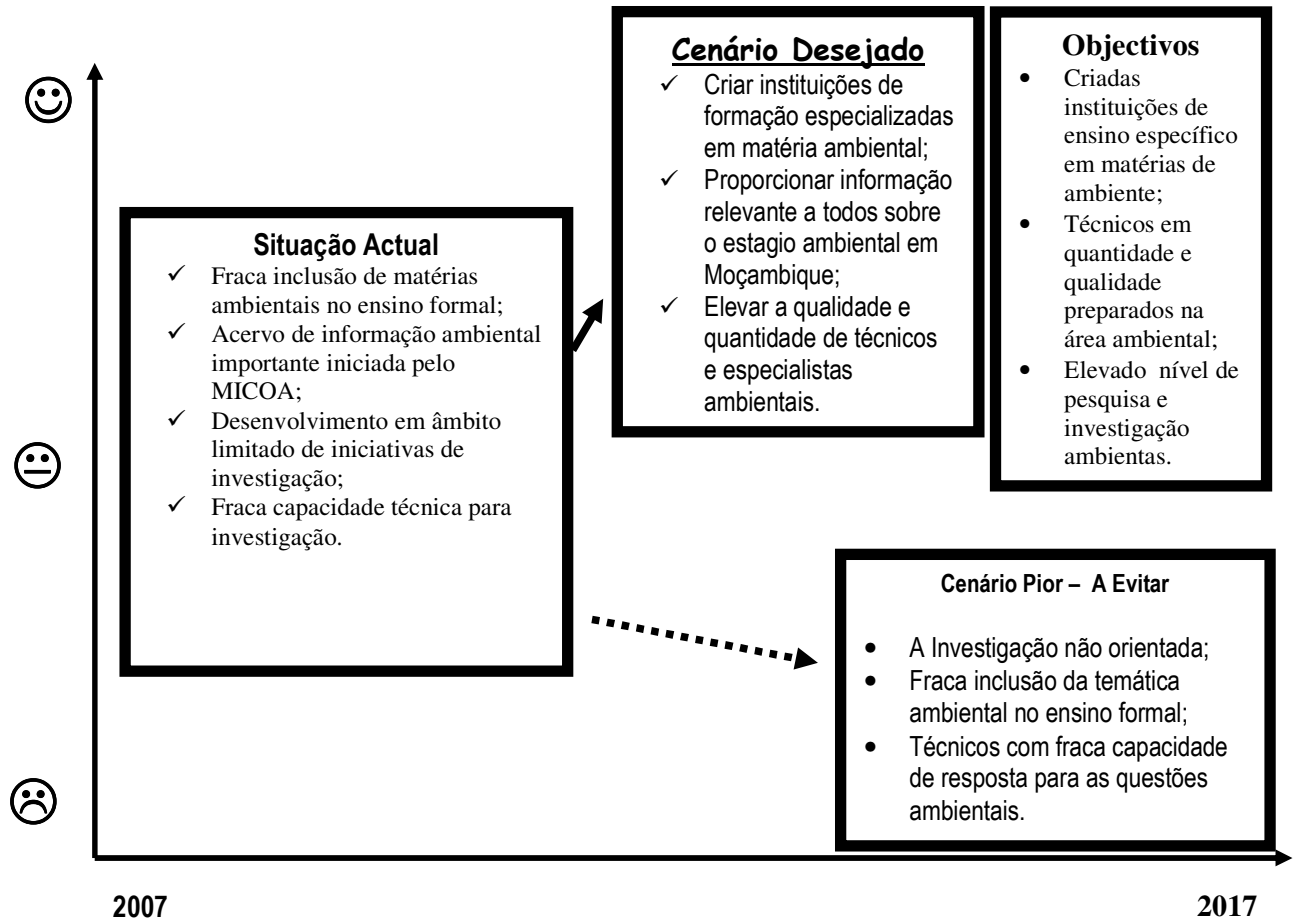 Cenário Desejado
✓ Criar instituições de
formação especializadas
em matéria ambiental;
✓ Proporcionar informação
relevante a todos sobre
o estagio ambiental em
Moçambique;
✓ Elevar a qualidade e
quantidade de técnicos
e especialistas
ambientais.
Objectivos
• Criadas
instituições de
ensino específico
em matérias de
ambiente;
• Técnicos em
quantidade e
qualidade
preparados na
área ambiental;
• Elevado nível de
pesquisa e
investigação
ambientas.
Situação Actual
✓ Fraca inclusão de matérias
ambientais no ensino formal;
✓ Acervo de informação ambiental
importante iniciada pelo
MICOA;
✓ Desenvolvimento em âmbito
limitado de iniciativas de
investigação;
✓ Fraca capacidade técnica para
investigação.
Cenário Pior – A Evitar
• A Investigação não orientada;
• Fraca inclusão da temática
ambiental no ensino formal;
• Técnicos com fraca capacidade
de resposta para as questões
ambientais.
2007
2017